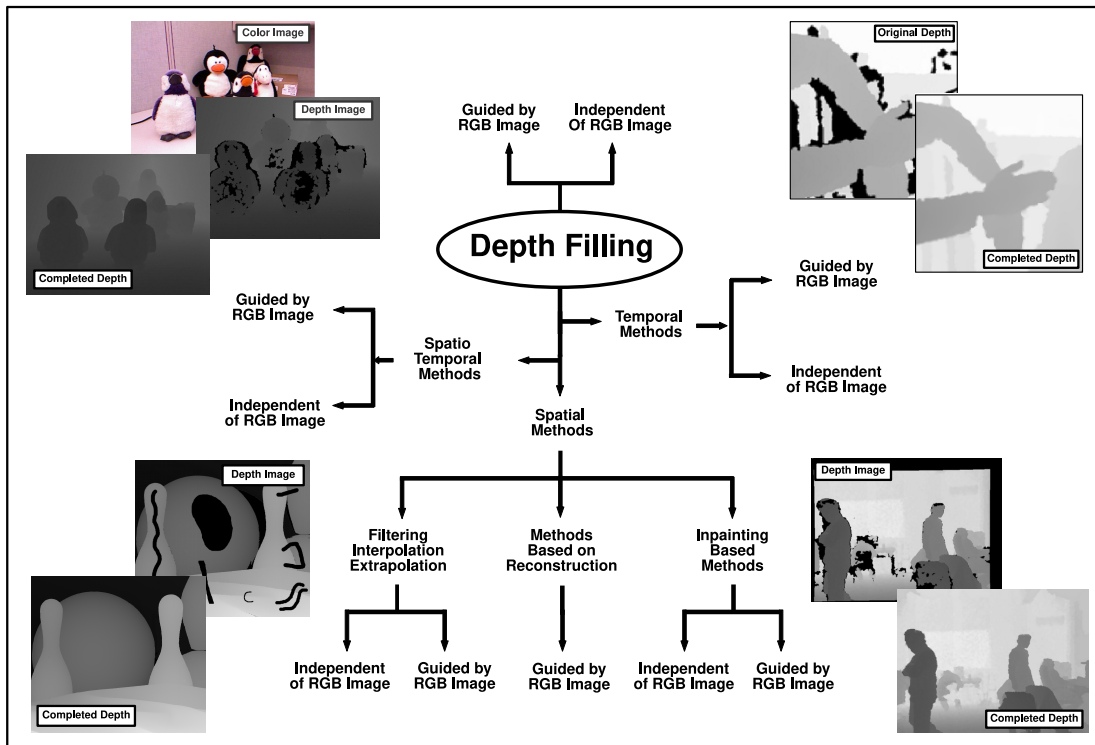 Color Image
Depth Image
Completed Depth
Original Depth
Completed Depth
Guided by
RGB Image
Independent
Of RGB Image
Depth Filling
Guided by
RGB Image
Spatio
Temporal
Methods
Independent
of RGB Image
Temporal
Methods
Guided by
RGB Image
Independent
of RGB Image
Spatial
Methods
Depth Image
Completed Depth
Filtering
Interpolation
Extrapolation
Methods
Based on
Reconstruction
Inpainting
Based
Methods
Depth Image
Completed Depth
Independent
of RGB Image
Guided by
RGB Image
Guided by
RGB Image
Independent
of RGB Image
Guided by
RGB Image